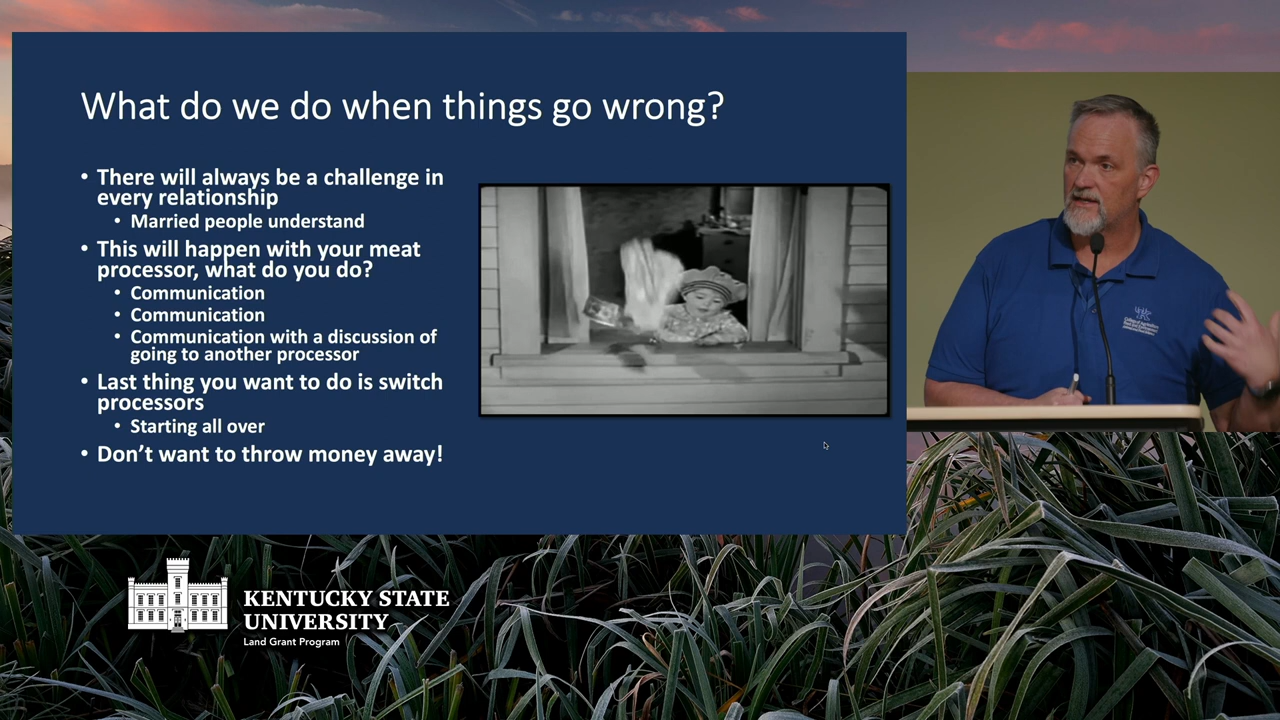 What do we do when things go wrong?
• There will always be a challenge in
every relationship
• Married people understand
• This will happen with your meat
processor, what do you do?
• Communication
• Communication
• Communication with a discussion of
going to another processor
• Last thing you want to do is switch
processors
• Starting all over
• Don’t want to throw money away!
KENTUCKY STATE
UNIVERSITY
Land Grant Program